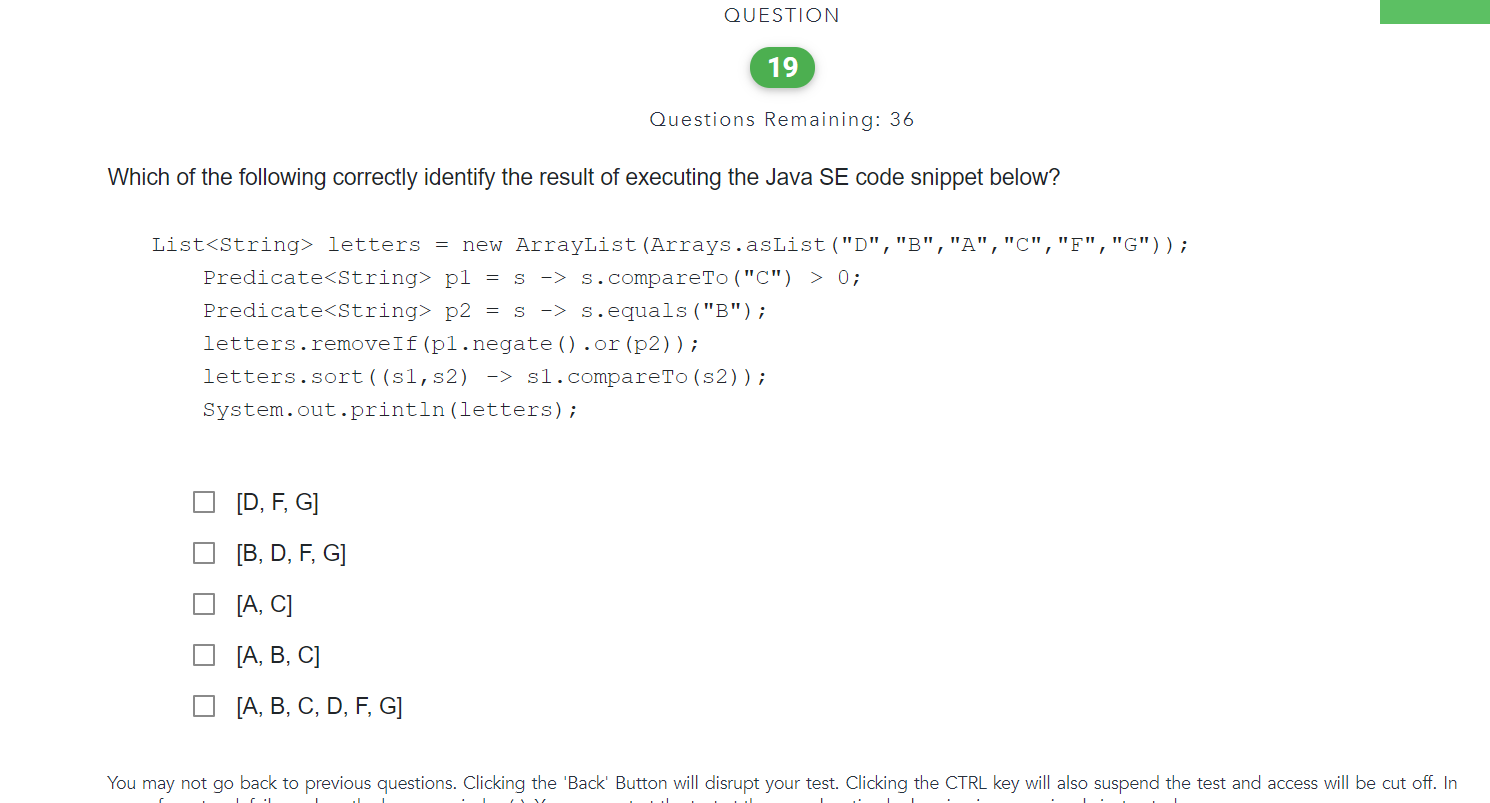 QUESTION
19
Questions Remaining: 36
Which of the following correctly identify the result of executing the Java SE code snippet below?
List<String> letters = new ArrayList(Arrays.asList("D","B","A","C","F","G"));
Predicate<String> p1 = s -> s.compareTo("C") > 0;
Predicate<String> p2 = s -> s.equals("B");
letters.removeIf(p1.negate().or(p2));
letters.sort((s1,s2) -> s1.compareTo(s2));
System.out.println(letters);
[D, F, G]
[B, D, F, G]
[A, C]
[A, B, C]
[A, B, C, D, F, G]
You may not go back to previous questions. Clicking the 'Back' Button will disrupt your test. Clicking the CTRL key will also suspend the test and access will be cut off. In